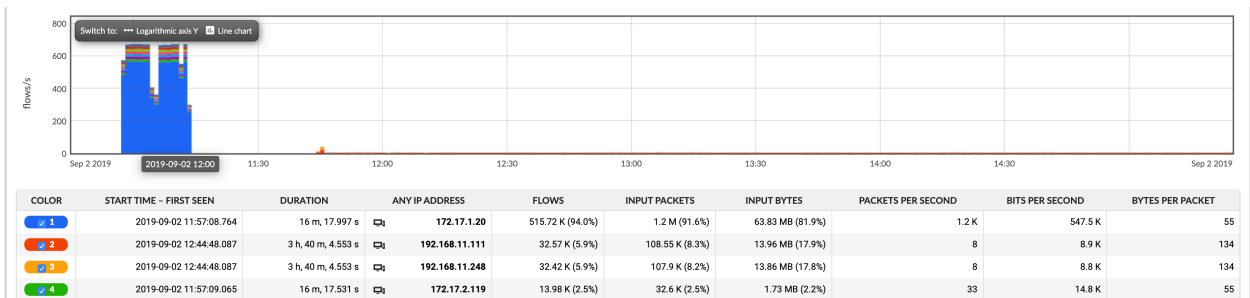 800
Switch to: Logarithmic axis Y Line chart
600
flows/s
400
200
0
Sep 2 2019 2019-09-02 12:00 11:30 12:00 12:30 13:00 13:30 14:00 14:30 Sep 2 2019
COLOR START TIME – FIRST SEEN DURATION ANY IP ADDRESS FLOWS INPUT PACKETS INPUT BYTES PACKETS PER SECOND BITS PER SECOND BYTES PER PACKET
1 2019-09-02 11:57:08.764 16 m, 17.997 s 172.17.1.20 515.72 K (94.0%) 1.2 M (91.6%) 63.83 MB (81.9%) 1.2 K 547.5 K 55
2 2019-09-02 12:44:48.087 3 h, 40 m, 4.553 s 192.168.11.111 32.57 K (5.9%) 108.55 K (8.3%) 13.96 MB (17.9%) 8 8.9 K 134
3 2019-09-02 12:44:48.087 3 h, 40 m, 4.553 s 192.168.11.248 32.42 K (5.9%) 107.9 K (8.2%) 13.86 MB (17.8%) 8 8.8 K 134
4 2019-09-02 11:57:09.065 16 m, 17.531 s 172.17.2.119 13.98 K (2.5%) 32.6 K (2.5%) 1.73 MB (2.2%) 33 14.8 K 55